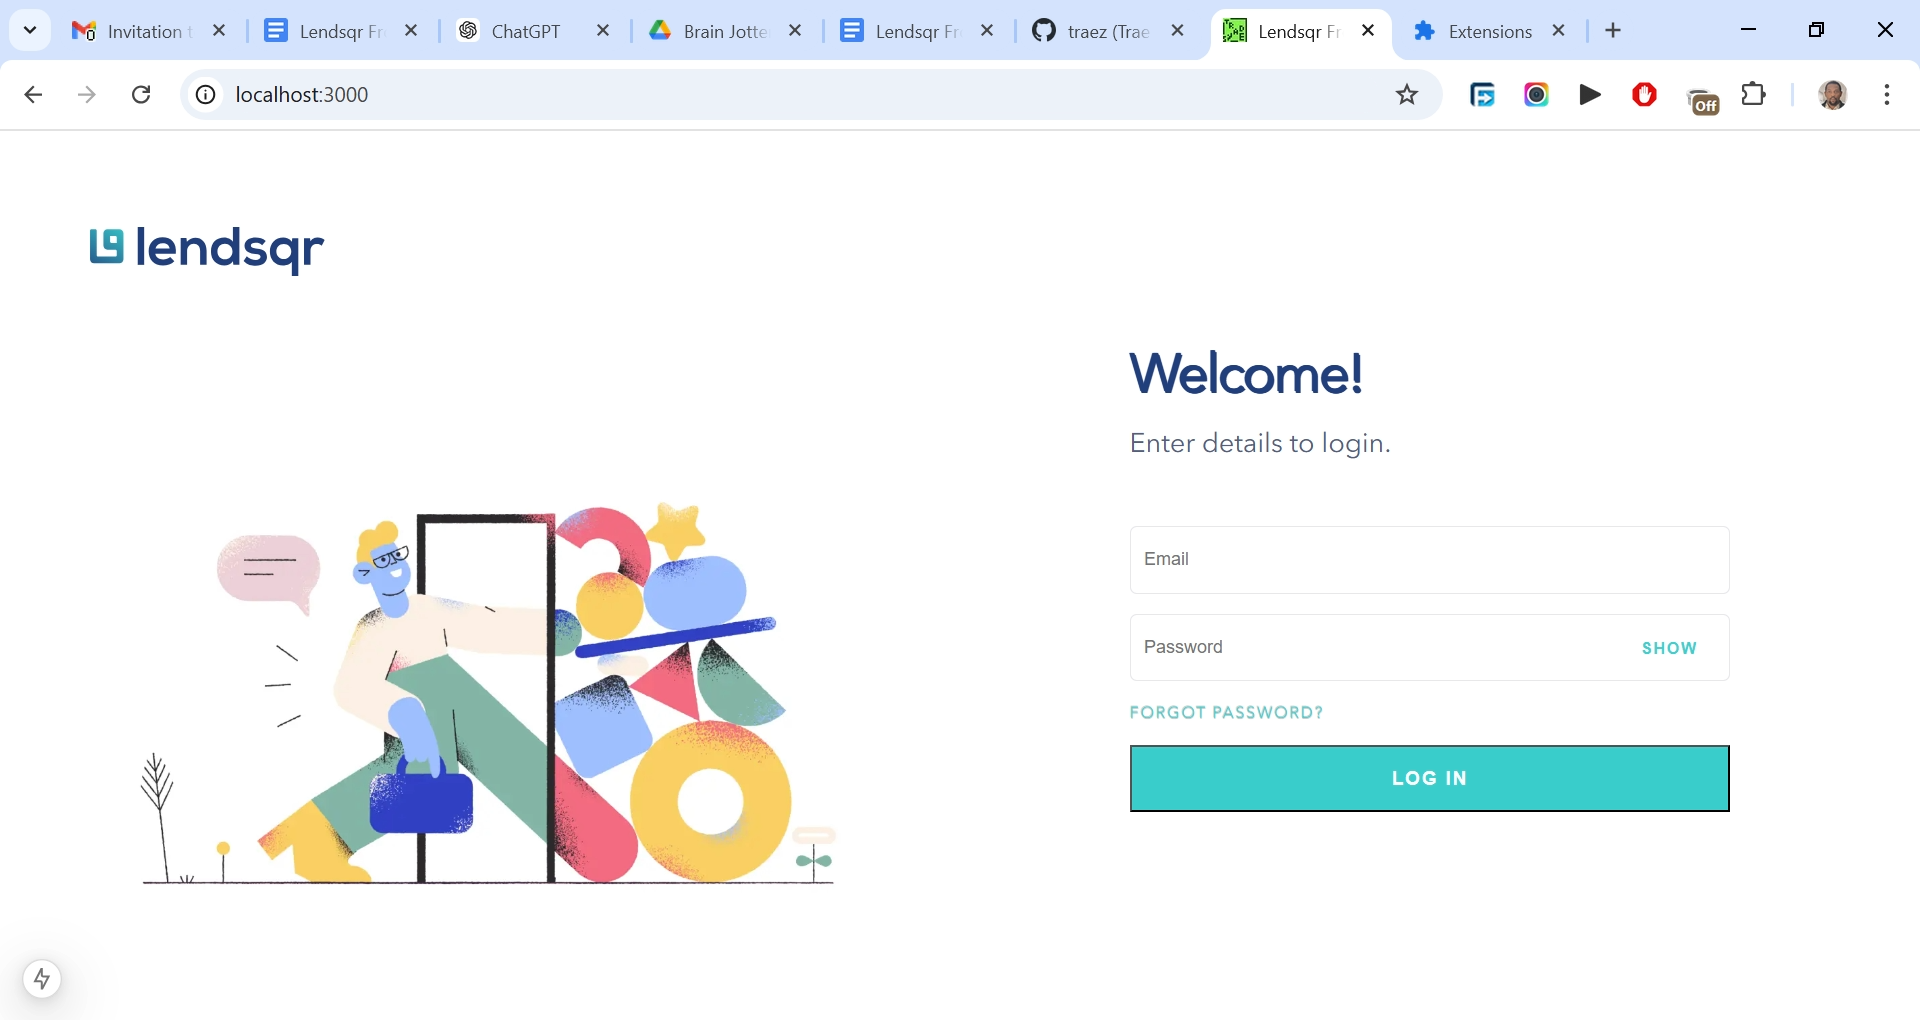 Invitation t
Lendsqr Fr
ChatGPT
Brain Jotte
Lendsqr Fr
traez (Trae
Lendsqr Fr
Extensions
localhost:3000
Off
lendsqr
Welcome!
Enter details to login.
Email
Password
SHOW
FORGOT PASSWORD?
LOG IN